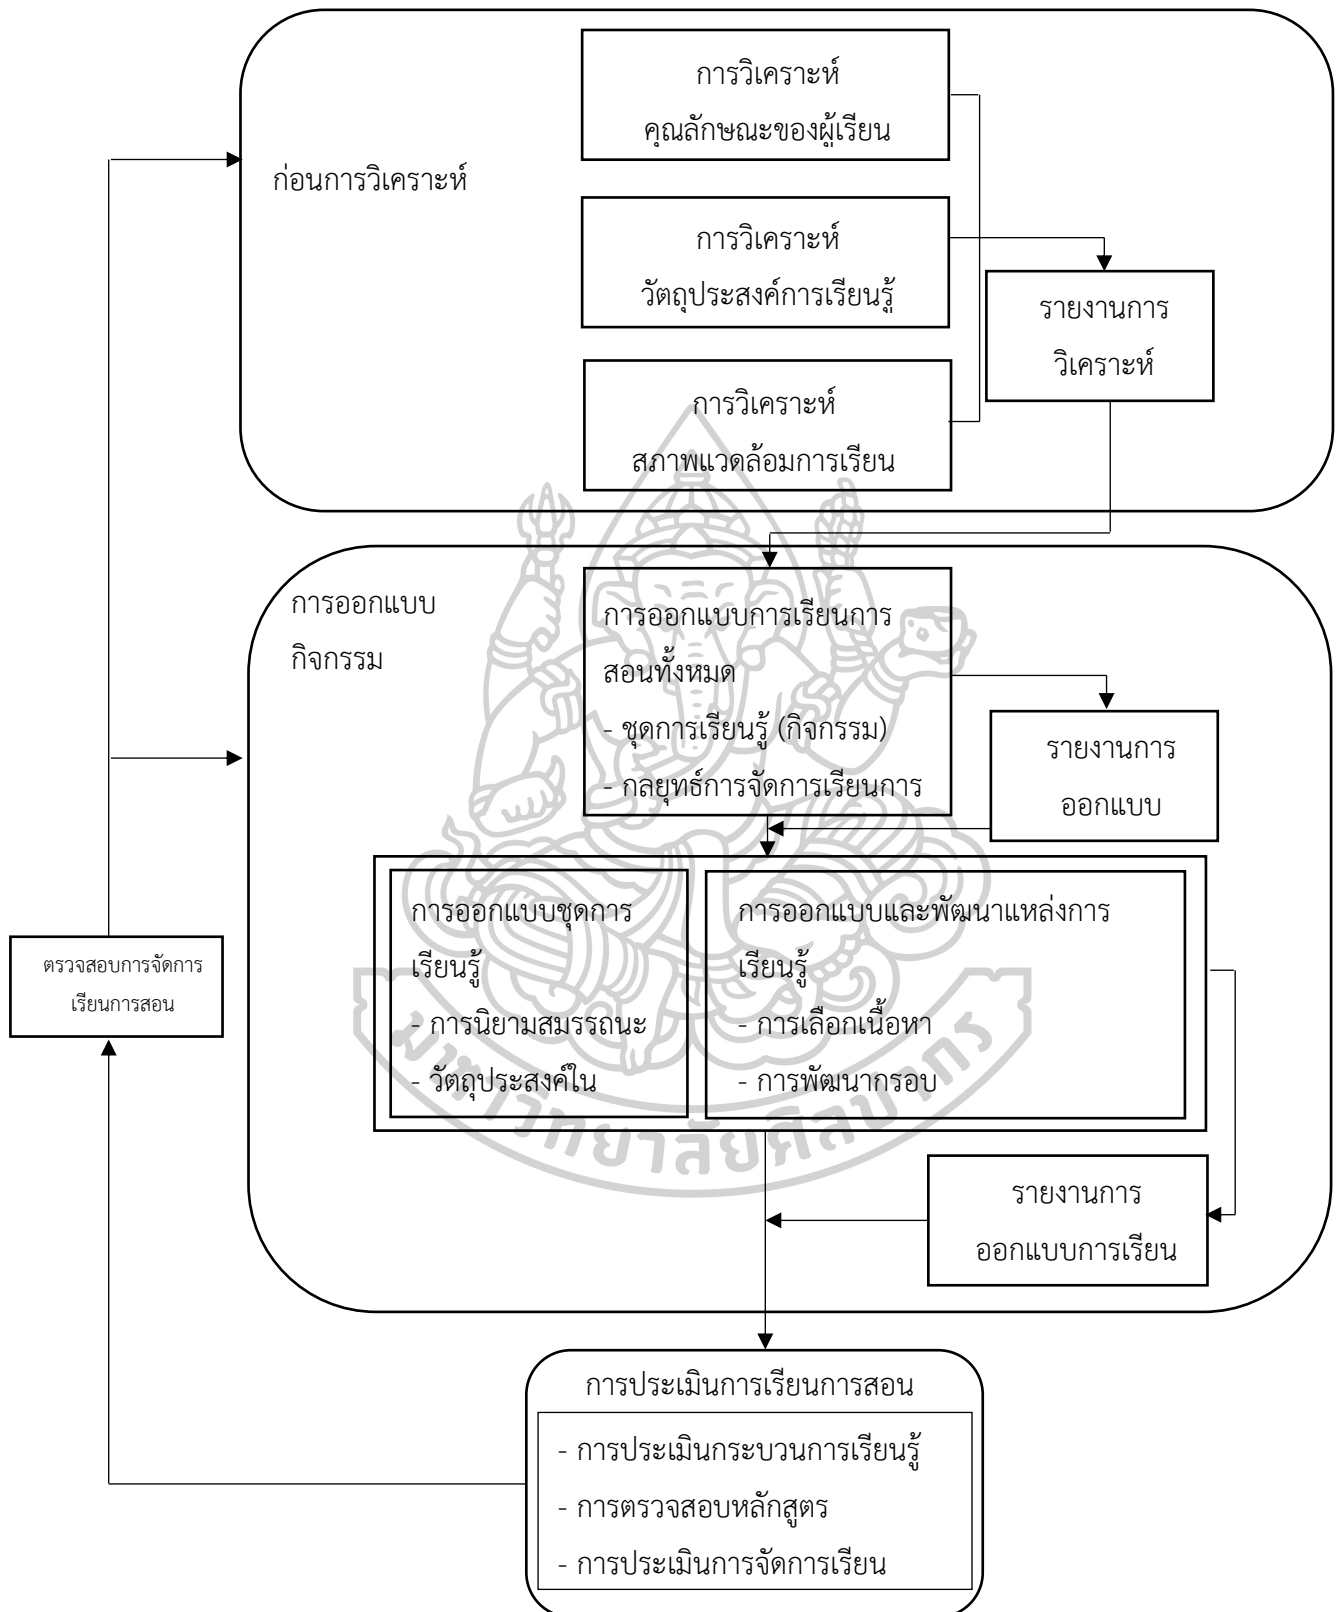 การวิเคราะห์
คุณลักษณะของผู้เรียน
ก่อนการวิเคราะห์
การวิเคราะห์
วัตถุประสงค์การเรียนรู้
รายงานการ
วิเคราะห์
การวิเคราะห์
สภาพแวดล้อมการเรียน
การออกแบบ
กิจกรรม
การออกแบบการเรียนการ
สอนทั้งหมด
- ชุดการเรียนรู้ (กิจกรรม)
- กลยุทธ์การจัดการเรียนการ
รายงานการ
ออกแบบ
การออกแบบชุดการ
เรียนรู้
- การนิยามสมรรถนะ
- วัตถุประสงค์ใน
การออกแบบและพัฒนาแหล่งการ
เรียนรู้
- การเลือกเนื้อหา
- การพัฒนากรอบ
ตรวจสอบการจัดการ
เรียนการสอน
มหาวิทยาลัยศิลปากร
รายงานการ
ออกแบบการเรียน
การประเมินการเรียนการสอน
- การประเมินกระบวนการเรียนรู้
- การตรวจสอบหลักสูตร
- การประเมินการจัดการเรียน